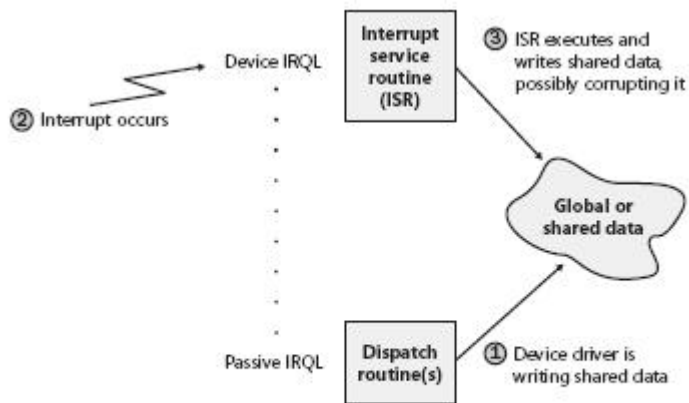 Device IRQL
Interrupt
service
routine
(ISR)
③ ISR executes and
writes shared data,
possibly corrupting it
② Interrupt occurs
Global or
shared data
Passive IRQL
Dispatch
routine(s)
① Device driver is
writing shared data